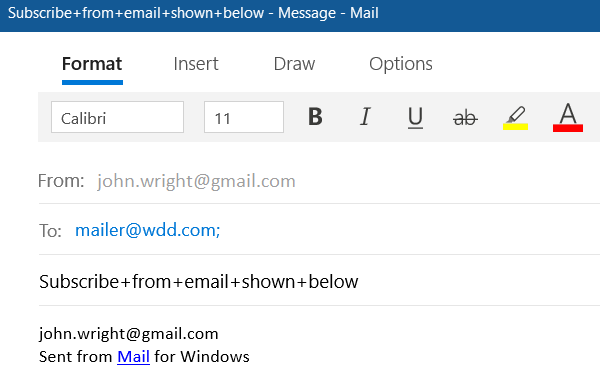 Subscribe+from+email+shown+below - Message - Mail
Format Insert Draw Options
Calibri 11 B I U ab A
From: john.wright@gmail.com
To: mailer@wdd.com;
Subscribe+from+email+shown+below
john.wright@gmail.com
Sent from Mail for Windows